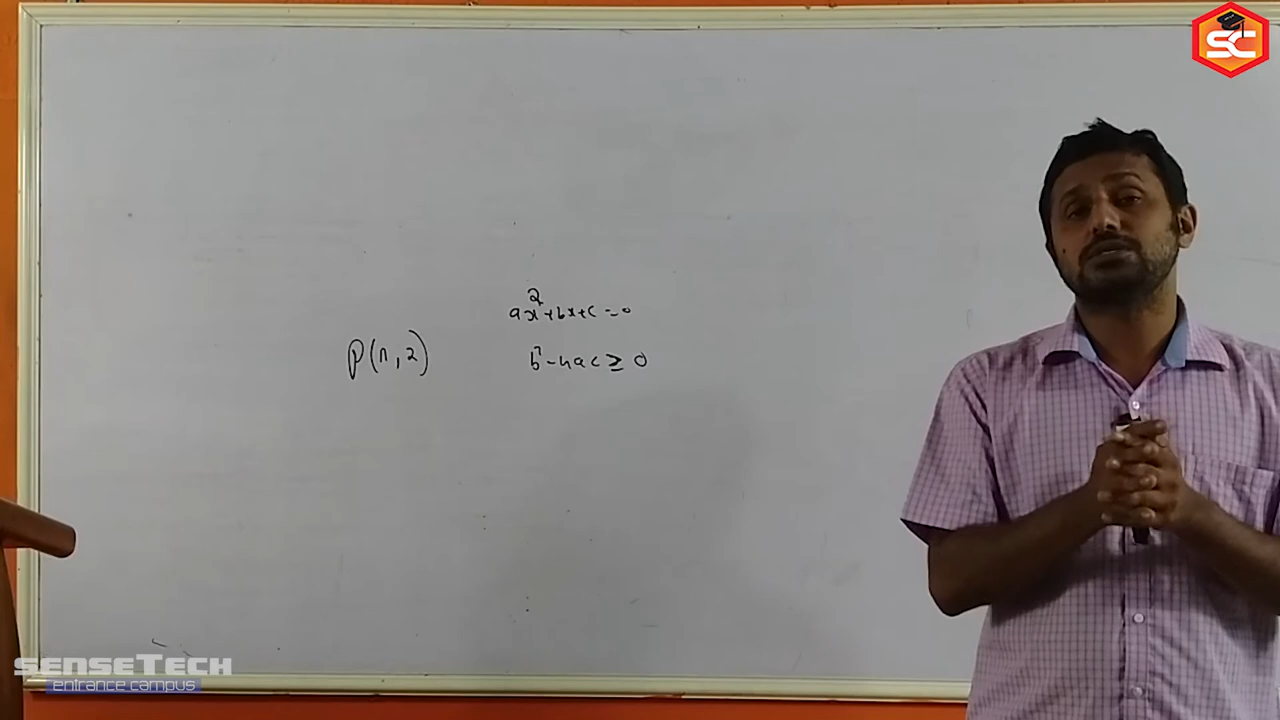 SC
ax²+bx+c=0
P(n,2)
b²-4ac≥0
SENSETECH
entrance campus